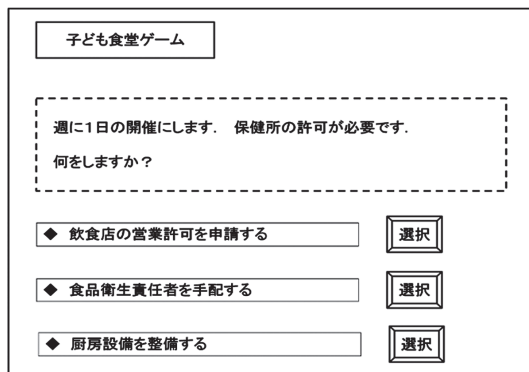 子ども食堂ゲーム
週に1日の開催にします． 保健所の許可が必要です．
何をしますか？
◆ 飲食店の営業許可を申請する
選択
◆ 食品衛生責任者を手配する
選択
◆ 厨房設備を整備する
選択